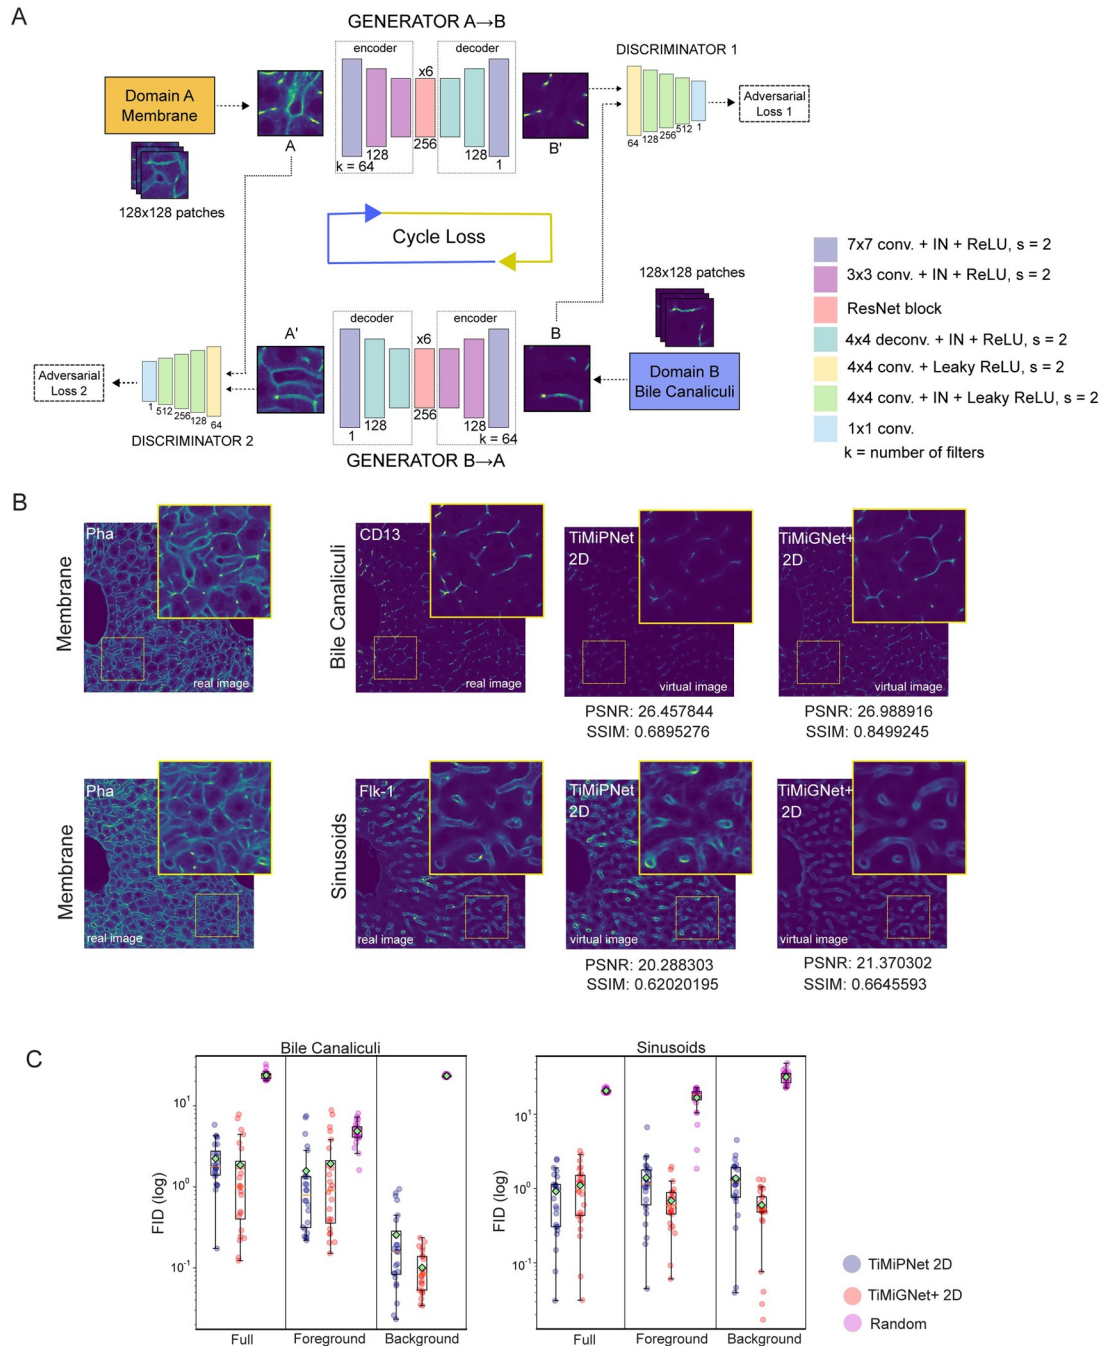 A
GENERATOR A→B
encoder
decoder
x6
k = 64
128
256
128
1
Domain A
Membrane
128x128 patches
A
B'
DISCRIMINATOR 1
64
128
256
512
1
Adversarial
Loss 1
Cycle Loss
7x7 conv. + IN + ReLU, s = 2
3x3 conv. + IN + ReLU, s = 2
ResNet block
4x4 deconv. + IN + ReLU, s = 2
4x4 conv. + Leaky ReLU, s = 2
4x4 conv. + IN + Leaky ReLU, s = 2
1x1 conv.
k = number of filters
128x128 patches
Domain B
Bile Canaliculi
Adversarial
Loss 2
1
512
256
128
64
DISCRIMINATOR 2
A'
decoder
encoder
x6
B
1
128
256
128
k = 64
GENERATOR B→A
B
Membrane
Pha
real image
Bile Canaliculi
CD13
real image
TiMiPNet
2D
virtual image
TiMiGNet+
2D
virtual image
PSNR: 26.457844
SSIM: 0.6895276
PSNR: 26.988916
SSIM: 0.8499245
Membrane
Pha
real image
Sinusoids
Flk-1
real image
TiMiPNet
2D
virtual image
TiMiGNet+
2D
virtual image
PSNR: 20.288303
SSIM: 0.62020195
PSNR: 21.370302
SSIM: 0.6645593
C
Bile Canaliculi
FID (log)
10¹
10⁰
10⁻¹
Full
Foreground
Background
Sinusoids
FID (log)
10¹
10⁰
10⁻¹
Full
Foreground
Background
TiMiPNet 2D
TiMiGNet+ 2D
Random